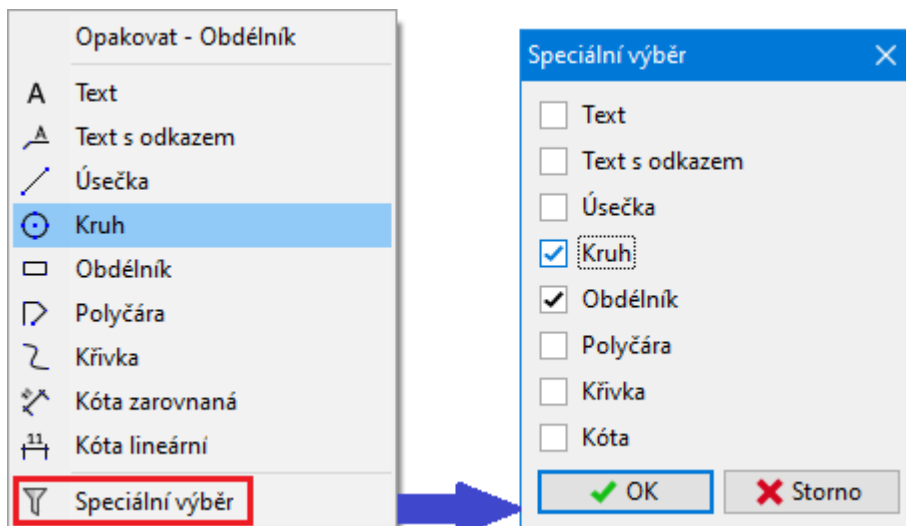 Opakovat - Obdélník
Text
Text s odkazem
Úsečka
Kruh
Obdélník
Polyčára
Křivka
Kóta zarovnaná
Kóta lineární
Speciální výběr
Speciální výběr
Text
Text s odkazem
Úsečka
Kruh
Obdélník
Polyčára
Křivka
Kóta
OK
Storno